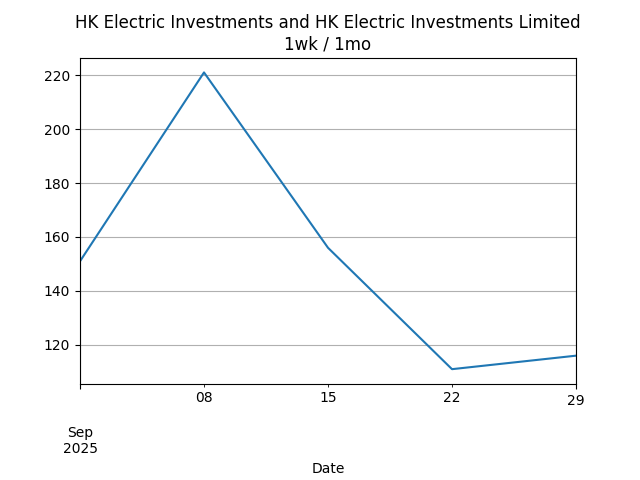 HK Electric Investments and HK Electric Investments Limited
1wk / 1mo
220
200
180
160
140
120
08
15
22
29
Sep
2025
Date